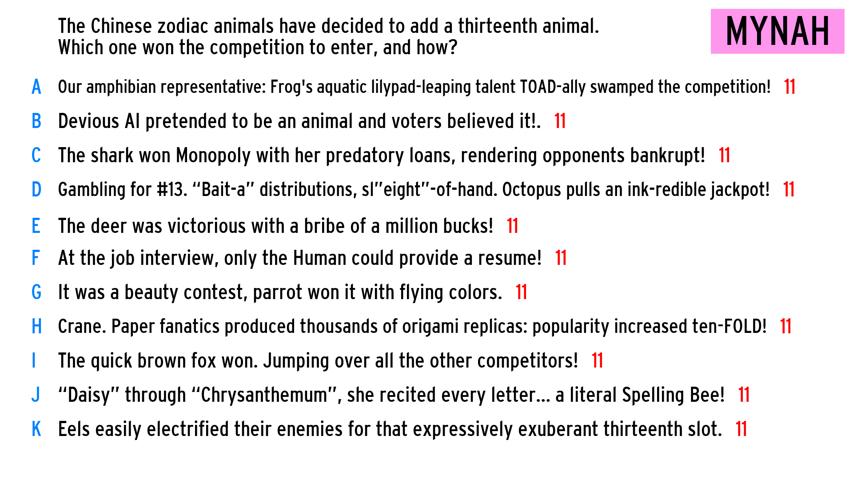 The Chinese zodiac animals have decided to add a thirteenth animal.
Which one won the competition to enter, and how?
MYNAH
A Our amphibian representative: Frog's aquatic lilypad-leaping talent TOAD-ally swamped the competition! 11
B Devious AI pretended to be an animal and voters believed it!. 11
C The shark won Monopoly with her predatory loans, rendering opponents bankrupt! 11
D Gambling for #13. “Bait-a” distributions, sl”eight”-of-hand. Octopus pulls an ink-redible jackpot! 11
E The deer was victorious with a bribe of a million bucks! 11
F At the job interview, only the Human could provide a resume! 11
G It was a beauty contest, parrot won it with flying colors. 11
H Crane. Paper fanatics produced thousands of origami replicas: popularity increased ten-FOLD! 11
I The quick brown fox won. Jumping over all the other competitors! 11
J “Daisy” through “Chrysanthemum”, she recited every letter... a literal Spelling Bee! 11
K Eels easily electrified their enemies for that expressively exuberant thirteenth slot. 11